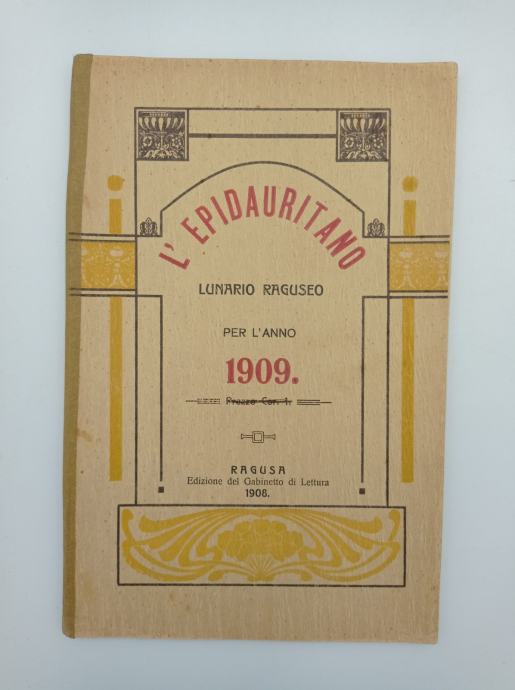 L'EPIDAURITANO
LUNARIO RAGUSEO
PER L'ANNO
1909.
Prezzo Cor. 1.
RAGUSA
Edizione del Gabinetto di Lettura
1908.